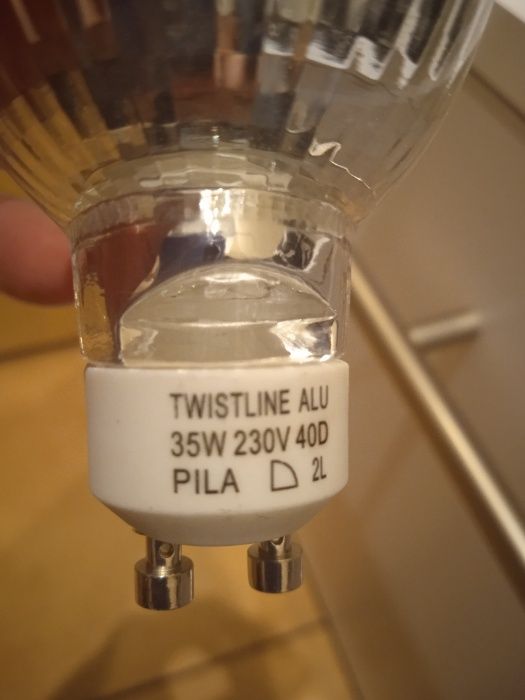 TWISTLINE ALU
35W 230V 40D
PILA 2L